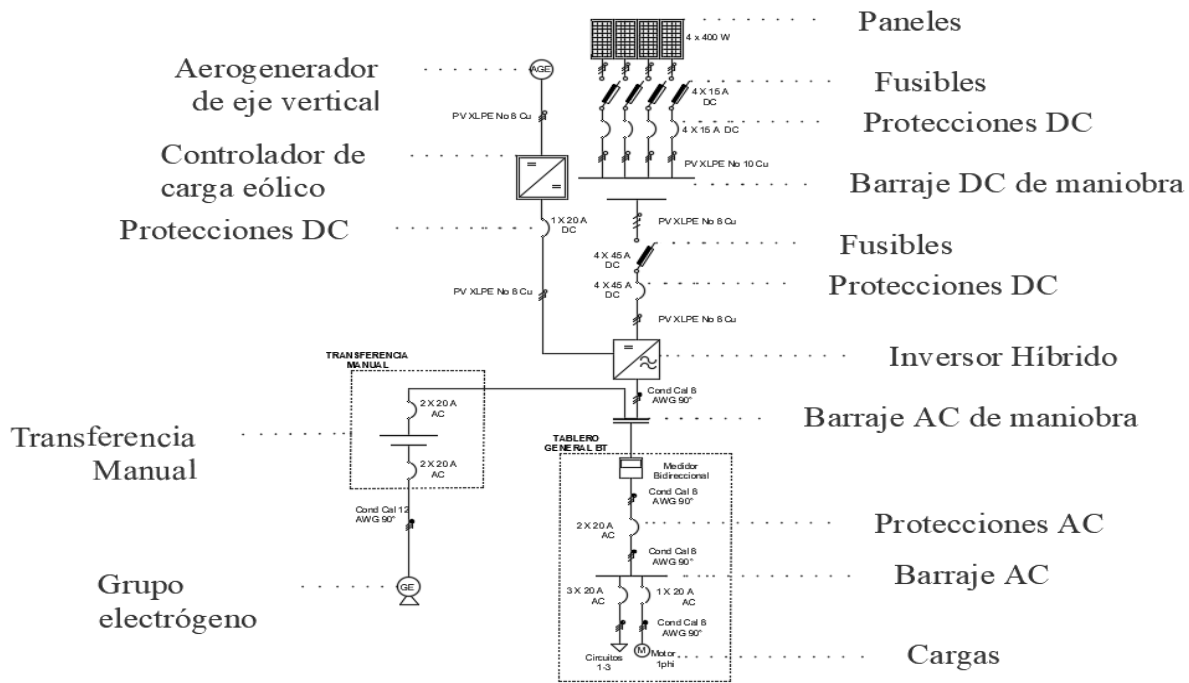 4 x 400 W
Paneles
AGE
Aerogenerador
de eje vertical
4 X 15 A
DC
Fusibles
PV XLPE No 8 Cu
4 X 15 A DC
Protecciones DC
Controlador de
carga eólico
PV XLPE No 10 Cu
Barraje DC de maniobra
Protecciones DC
1 X 20 A
DC
PV XLPE No 8 Cu
4 X 45 A
DC
Fusibles
4 X 45 A
DC
Protecciones DC
PV XLPE No 8 Cu
PV XLPE No 8 Cu
Inversor Híbrido
TRANSFERENCIA
MANUAL
Cond Cal 8
AWG 90°
2 X 20 A
AC
Barraje AC de maniobra
Transferencia
Manual
TABLERO
GENERAL BT
2 X 20 A
AC
Medidor
Bidireccional
Cond Cal 8
AWG 90°
Cond Cal 12
AWG 90°
2 X 20 A
AC
Protecciones AC
Cond Cal 8
AWG 90°
Barraje AC
Grupo
electrógeno
GE
3 X 20 A
AC
1 X 20 A
AC
Cond Cal 8
AWG 90°
Circuitos
1-3
M
Motor
1phi
Cargas